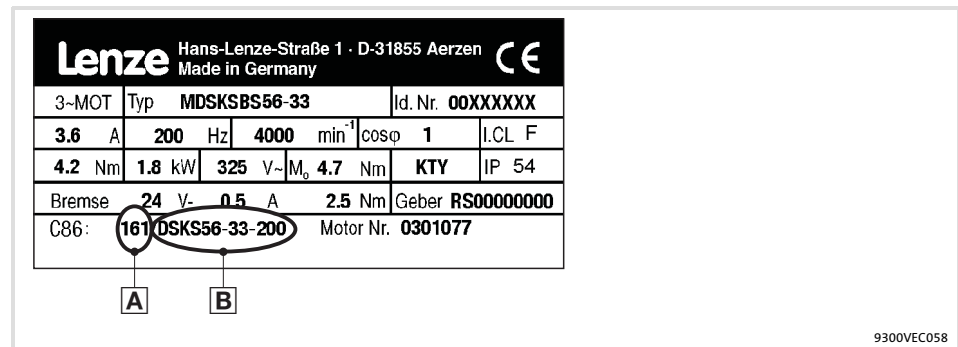 Lenze Hans-Lenze-Straße 1 · D-31855 Aerzen CE
Made in Germany
3~MOT Typ MDSKSBS56-33 Id. Nr. 00XXXXXX
3.6 A 200 Hz 4000 min-1 cosφ 1 I.CL F
4.2 Nm 1.8 kW 325 V~ M0 4.7 Nm KTY IP 54
Bremse 24 V- 0.5 A 2.5 Nm Geber RS00000000
C86: 161 DSKS56-33-200 Motor Nr. 0301077
A B
9300VEC058